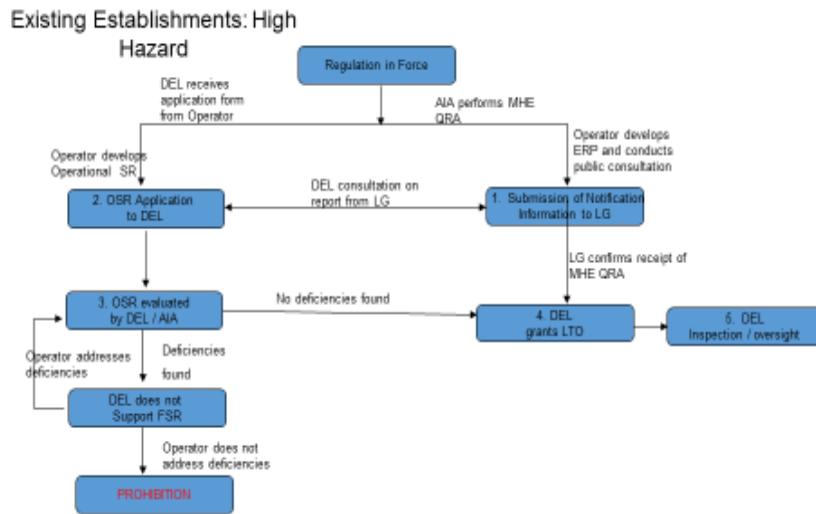 Existing Establishments: High
Hazard
Regulation in Force
DEL receives
application form
from Operator
AIA performs MHE
QRA
Operator develops
ERP and conducts
public consultation
Operator develops
Operational SR
DEL consultation on
report from LG
2. OSR Application
to DEL
1. Submission of Notification
Information to LG
LG confirms receipt of
MHE QRA
No deficiencies found
3. OSR evaluated
by DEL / AIA
4. DEL
grants LTO
5. DEL
Inspection / oversight
Operator addresses
deficiencies
Deficiencies
found
DEL does not
Support FSR
Operator does not
address deficiencies
PROHIBITION